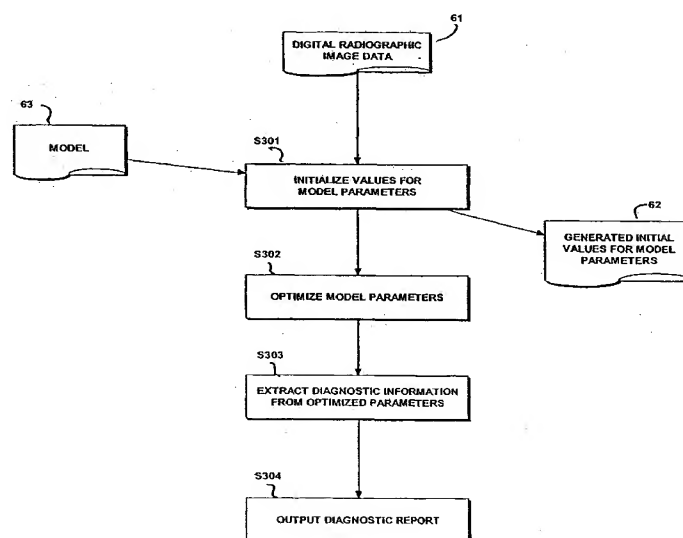 61
DIGITAL RADIOGRAPHIC
IMAGE DATA
63
MODEL
S301
INITIALIZE VALUES FOR
MODEL PARAMETERS
62
GENERATED INITIAL
VALUES FOR MODEL
PARAMETERS
S302
OPTIMIZE MODEL PARAMETERS
S303
EXTRACT DIAGNOSTIC INFORMATION
FROM OPTIMIZED PARAMETERS
S304
OUTPUT DIAGNOSTIC REPORT